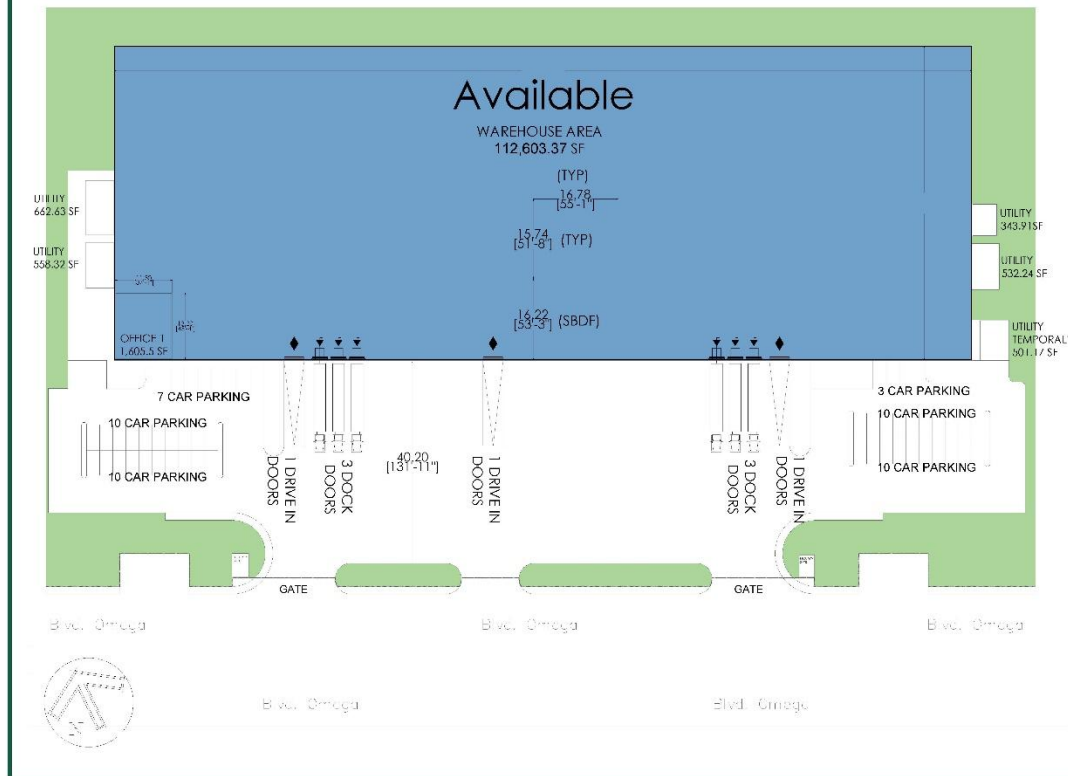 Available
WAREHOUSE AREA
112,603.37 SF
(TYP)
16.78
[55'-1"]
15.74
[51'-8"] (TYP)
16.22
[53'-3"] (SBDF)
UTILITY
662.63 SF
UTILITY
558.32 SF
UTILITY
343.91SF
UTILITY
532.24 SF
UTILITY
TEMPORAL
501.17 SF
OFFICE 1
1,605.5 SF
7 CAR PARKING
10 CAR PARKING
10 CAR PARKING
3 CAR PARKING
10 CAR PARKING
10 CAR PARKING
1 DRIVE IN
DOORS
3 DOCK
DOORS
40.20
[131'-11"]
1 DRIVE IN
DOORS
3 DOCK
DOORS
1 DRIVE IN
DOORS
GATE
GATE
Blvd. Omega
Blvd. Omega
Blvd. Omega
Blvd. Omega
Blvd. Omega